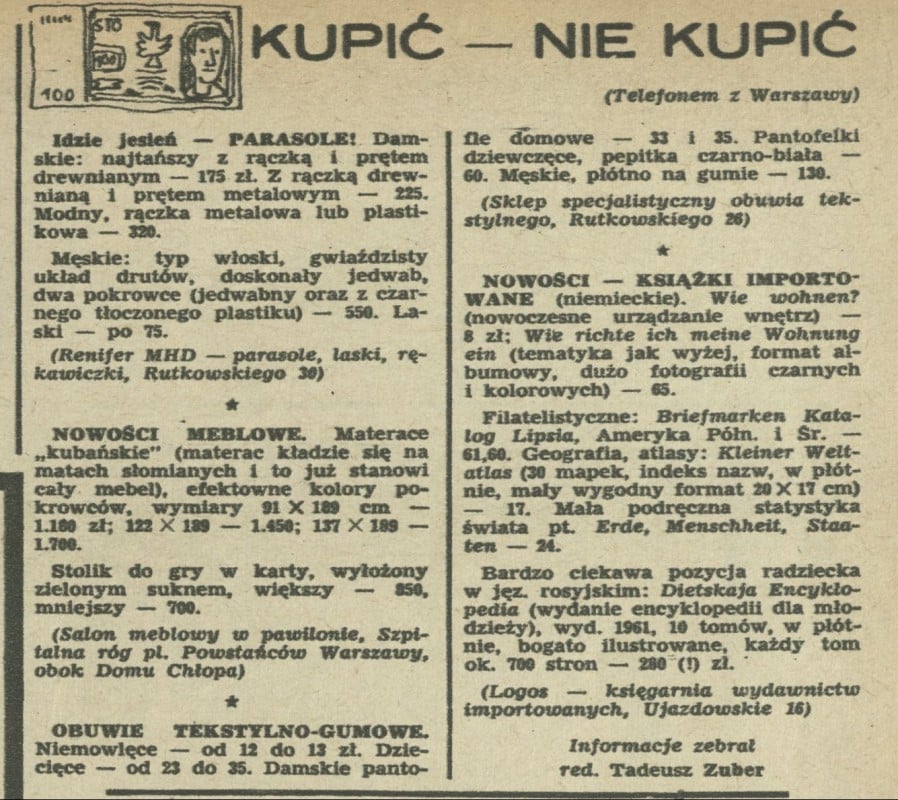 STO
100
100
KUPIĆ — NIE KUPIĆ
(Telefonem z Warszawy)
Idzie jesień — PARASOLE! Dam-
skie: najtańszy z rączką i prętem
drewnianym — 175 zł. Z rączką drew-
nianą i prętem metalowym — 225.
Modny, rączka metalowa lub plasti-
kowa — 320.
Męskie: typ włoski, gwiaździsty
układ drutów, doskonały jedwab,
dwa pokrowce (jedwabny oraz z czar-
nego tłoczonego plastiku) — 550. La-
ski — po 75.
(Renifer MHD — parasole, laski, rę-
kawiczki, Rutkowskiego 30)
★
NOWOŚCI MEBLOWE. Materace
„kubańskie" (materac kładzie się na
matach słomianych i to już stanowi
cały mebel), efektowne kolory po-
krowców, wymiary 91 × 189 cm —
1.180 zł; 122 × 189 — 1.450; 137 × 189 —
1.700.
Stolik do gry w karty, wyłożony
zielonym suknem, większy — 850,
mniejszy — 700.
(Salon meblowy w pawilonie, Szpi-
talna róg pl. Powstańców Warszawy,
obok Domu Chłopa)
★
OBUWIE TEKSTYLNO-GUMOWE.
Niemowlęce — od 12 do 13 zł. Dzie-
cięce — od 23 do 35. Damskie panto-
fle domowe — 33 i 35. Pantofelki
dziewczęce, pepitka czarno-biała —
60. Męskie, płótno na gumie — 130.
(Sklep specjalistyczny obuwia tek-
stylnego, Rutkowskiego 26)
★
NOWOŚCI — KSIĄŻKI IMPORTO-
WANE (niemieckie). Wie wohnen?
(nowoczesne urządzanie wnętrz) —
8 zł; Wie richte ich meine Wohnung
ein (tematyka jak wyżej, format al-
bumowy, dużo fotografii czarnych
i kolorowych) — 65.
Filatelistyczne: Briefmarken Kata-
log Lipsia, Ameryka Półn. i Śr. —
61,60. Geografia, atlasy: Kleiner Welt-
atlas (30 mapek, indeks nazw, w płót-
nie, mały wygodny format 20 × 17 cm)
— 17. Mała podręczna statystyka
świata pt. Erde, Menschheit, Staa-
ten — 24.
Bardzo ciekawa pozycja radziecka
w jęz. rosyjskim: Dietskaja Encykło-
pedia (wydanie encyklopedii dla mło-
dzieży), wyd. 1961, 10 tomów, w płót-
nie, bogato ilustrowane, każdy tom
ok. 700 stron — 280 (!) zł.
(Logos — księgarnia wydawnictw
importowanych, Ujazdowskie 16)
Informacje zebrał
red. Tadeusz Zuber